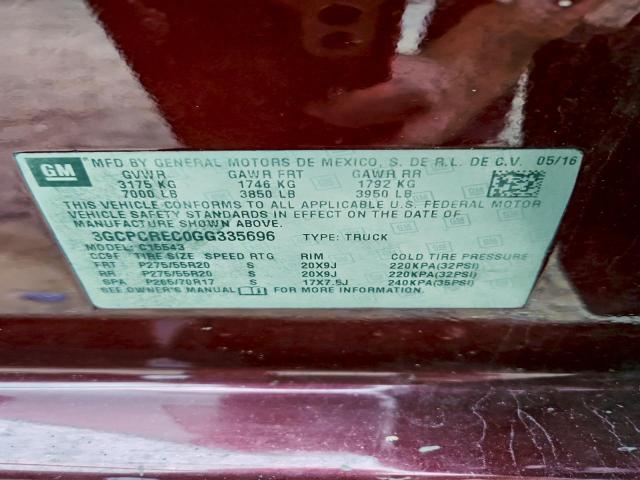 GM MFD BY GENERAL MOTORS DE MEXICO, S. DE R.L. DE C.V. 05/16
GVWR GAWR FRT GAWR RR
3175 KG 1746 KG 1792 KG
7000 LB 3850 LB 3950 LB
THIS VEHICLE CONFORMS TO ALL APPLICABLE U.S. FEDERAL MOTOR
VEHICLE SAFETY STANDARDS IN EFFECT ON THE DATE OF
MANUFACTURE SHOWN ABOVE.
3GCPCREC0GG335696 TYPE: TRUCK
MODEL: C15543
CC9F TIRE SIZE SPEED RTG RIM COLD TIRE PRESSURE
FRT P275/55R20 S 20X9J 220KPA(32PSI)
RR P275/55R20 S 20X9J 220KPA(32PSI)
SPA P265/70R17 S 17X7.5J 240KPA(35PSI)
SEE OWNER'S MANUAL FOR MORE INFORMATION.